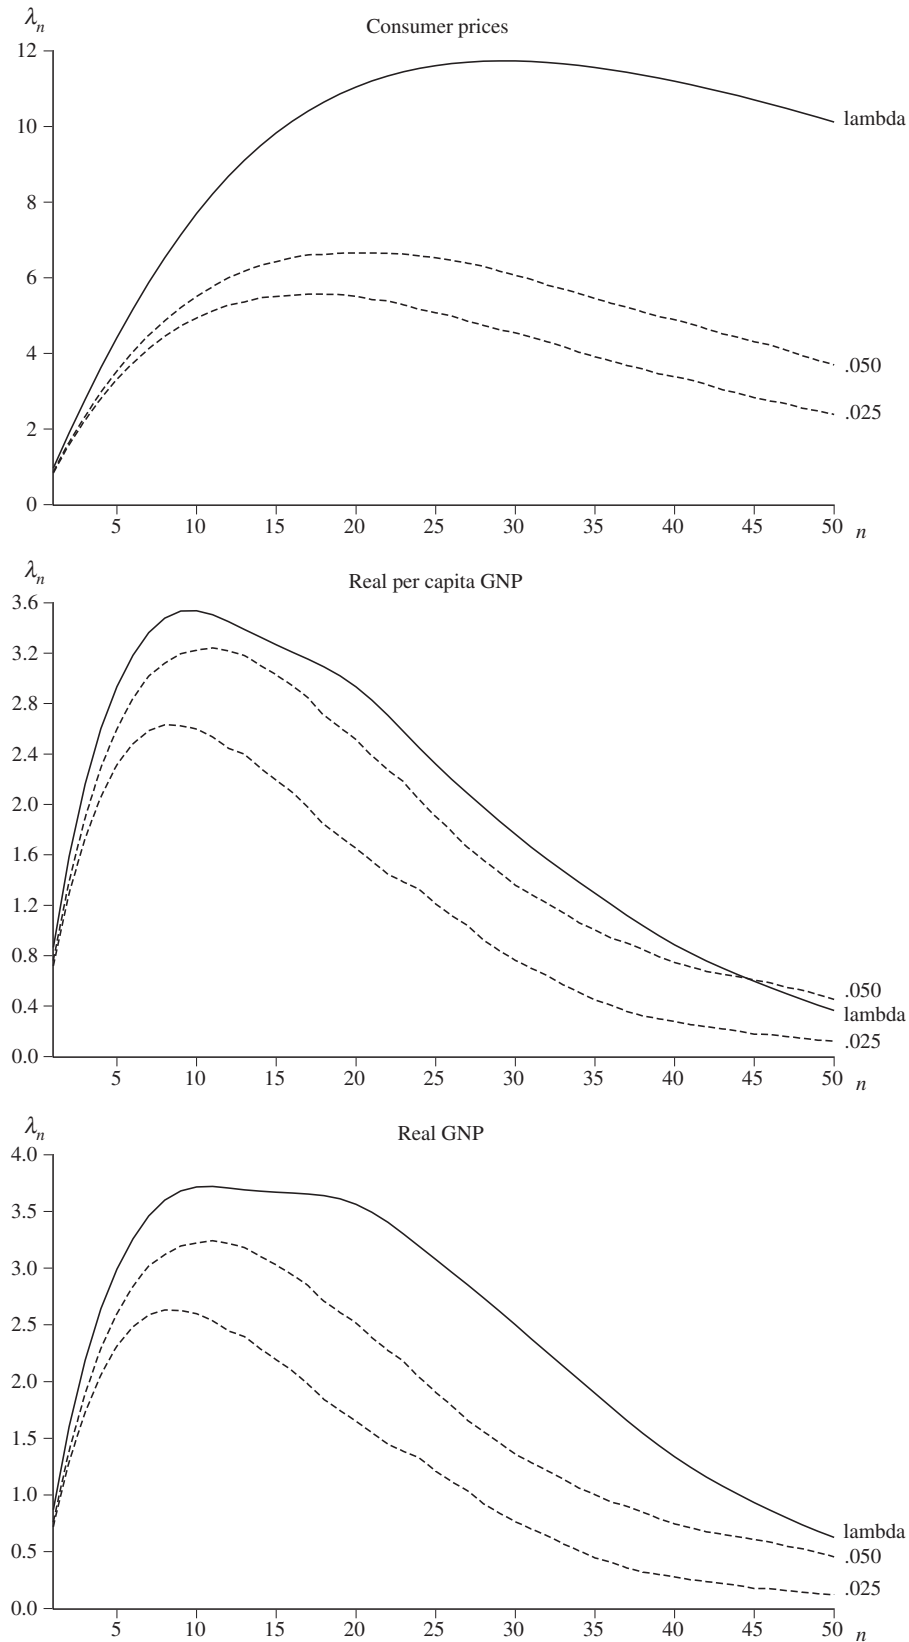 λn
Consumer prices
12
10
8
6
4
2
0
lambda
.050
.025
5 10 15 20 25 30 35 40 45 50 n
λn
Real per capita GNP
3.6
3.2
2.8
2.4
2.0
1.6
1.2
0.8
0.4
0.0
.050
lambda
.025
5 10 15 20 25 30 35 40 45 50 n
λn
Real GNP
4.0
3.5
3.0
2.5
2.0
1.5
1.0
0.5
0.0
lambda
.050
.025
5 10 15 20 25 30 35 40 45 50 n